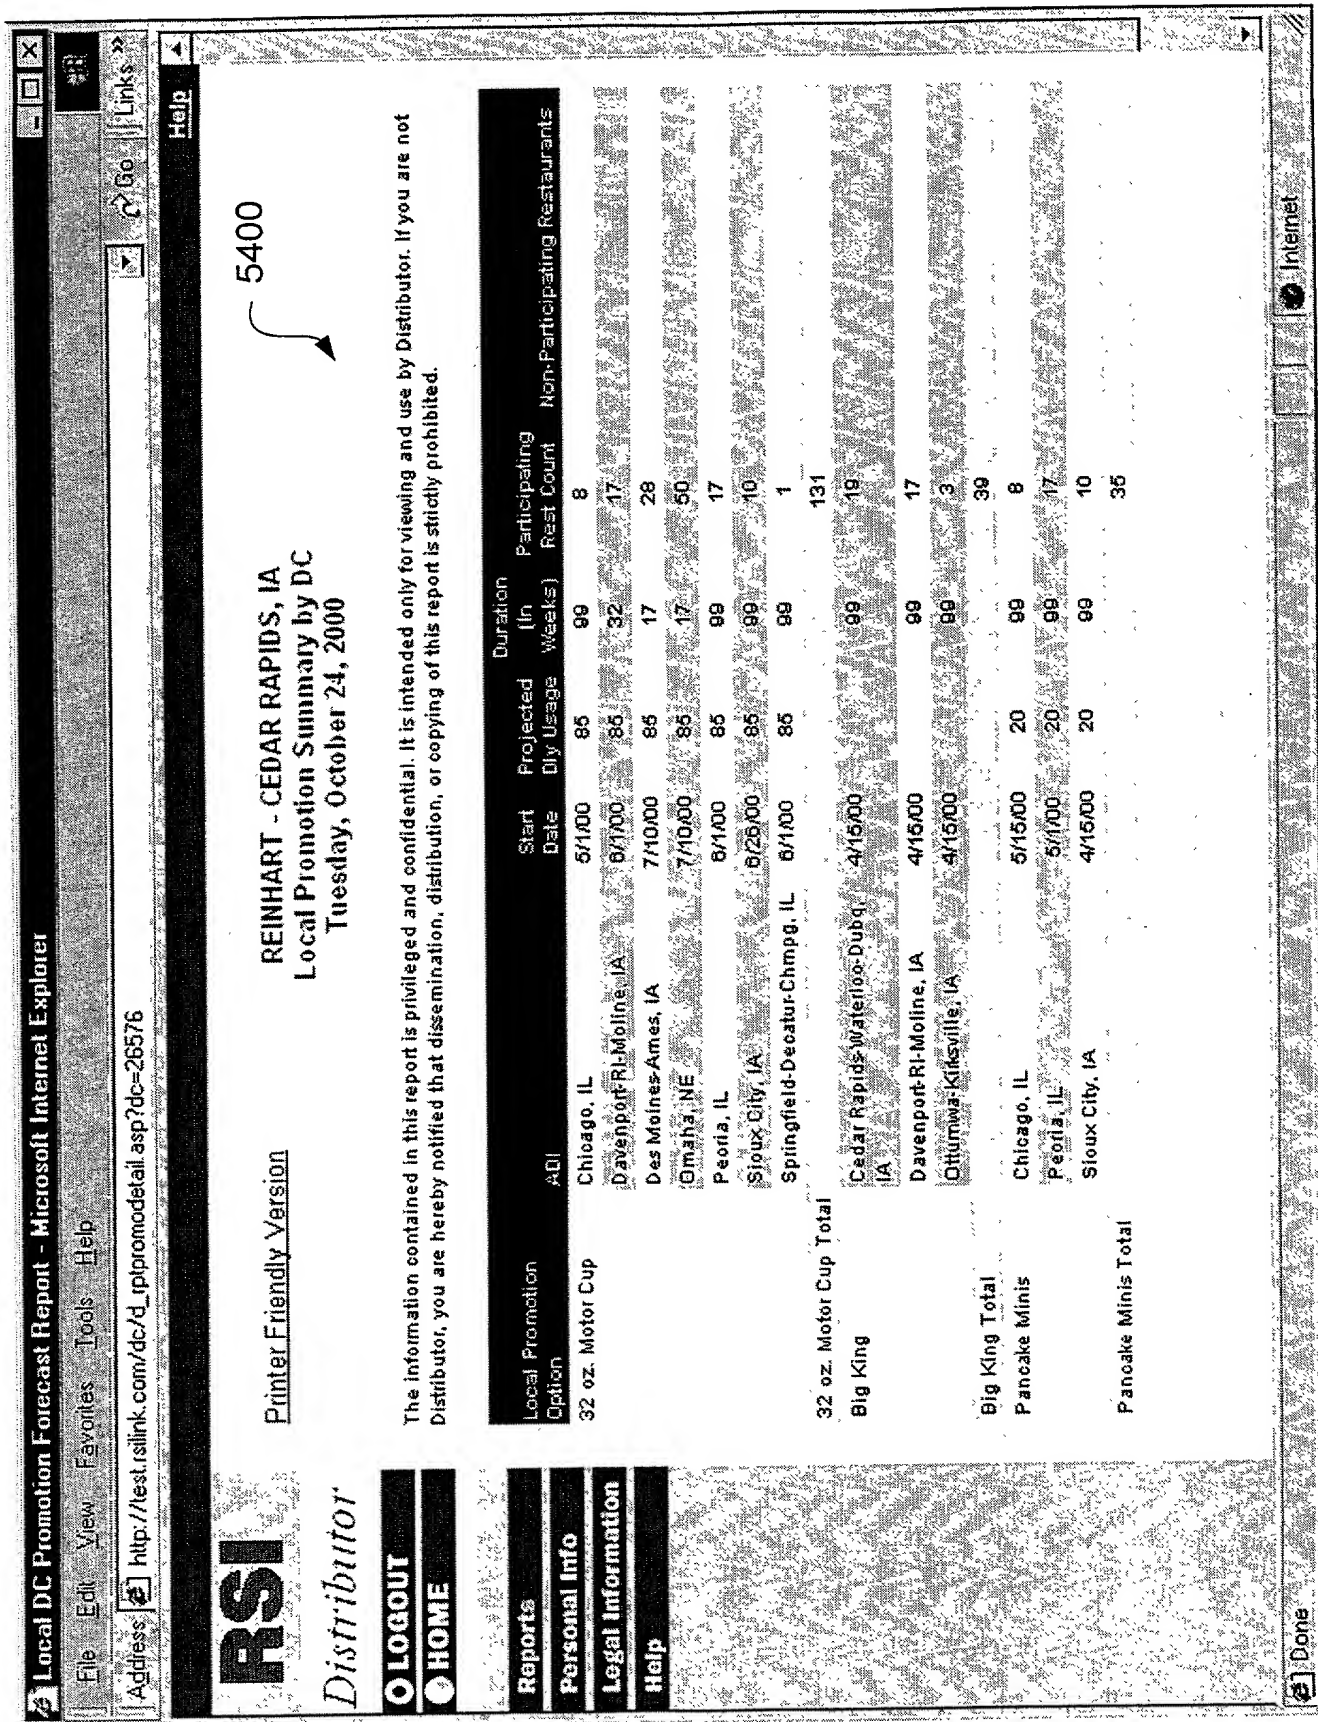 Local DC Promotion Forecast Report - Microsoft Internet Explorer
File Edit View Favorites Tools Help
Address http://test.rsilink.com/dc/d_rptpromodetail.asp?dc=26576 Go Links »
Help
RSI
Distributor
LOGOUT
HOME
Reports
Personal Info
Legal Information
Help
Printer Friendly Version
REINHART - CEDAR RAPIDS, IA
Local Promotion Summary by DC
Tuesday, October 24, 2000
5400
The information contained in this report is privileged and confidential. It is intended only for viewing and use by Distributor. If you are not
Distributor, you are hereby notified that dissemination, distribution, or copying of this report is strictly prohibited.
Local Promotion Option ADI Start Date Projected Dly Usage Duration (In Weeks) Participating Rest Count Non-Participating Restaurants
32 oz. Motor Cup Chicago, IL 5/1/00 85 99 8
Davenport-RI-Moline, IA 6/1/00 85 32 17
Des Moines-Ames, IA 7/10/00 85 17 28
Omaha, NE 7/10/00 85 17 50
Peoria, IL 6/1/00 85 99 17
Sioux City, IA 6/26/00 85 99 10
Springfield-Decatur-Chmpg, IL 6/1/00 85 99 1
32 oz. Motor Cup Total 131
Big King Cedar Rapids-Waterloo-Dubq, 4/15/00 99 19
IA
Davenport-RI-Moline, IA 4/15/00 99 17
Ottumwa-Kirksville, IA 4/15/00 99 3
Big King Total 39
Pancake Minis Chicago, IL 5/15/00 20 99 8
Peoria, IL 5/1/00 20 99 17
Sioux City, IA 4/15/00 20 99 10
Pancake Minis Total 35
Done Internet